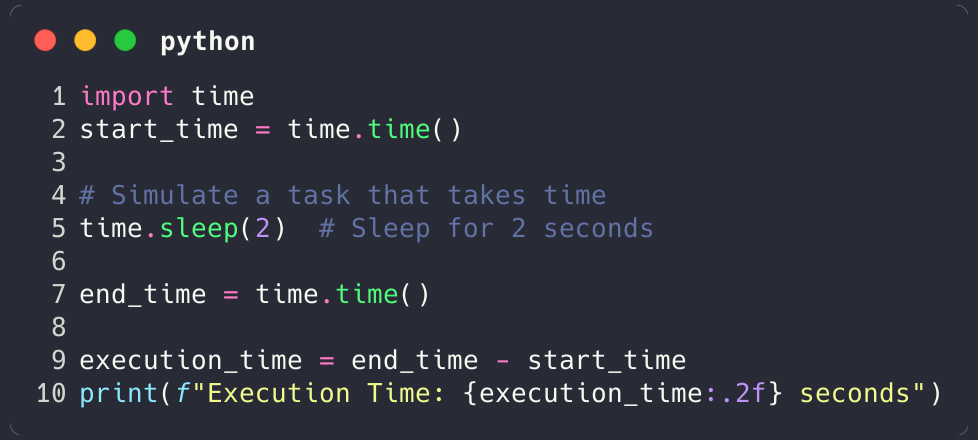 python
1 import time
2 start_time = time.time()
3
4 # Simulate a task that takes time
5 time.sleep(2)  # Sleep for 2 seconds
6
7 end_time = time.time()
8
9 execution_time = end_time - start_time
10 print(f"Execution Time: {execution_time:.2f} seconds")